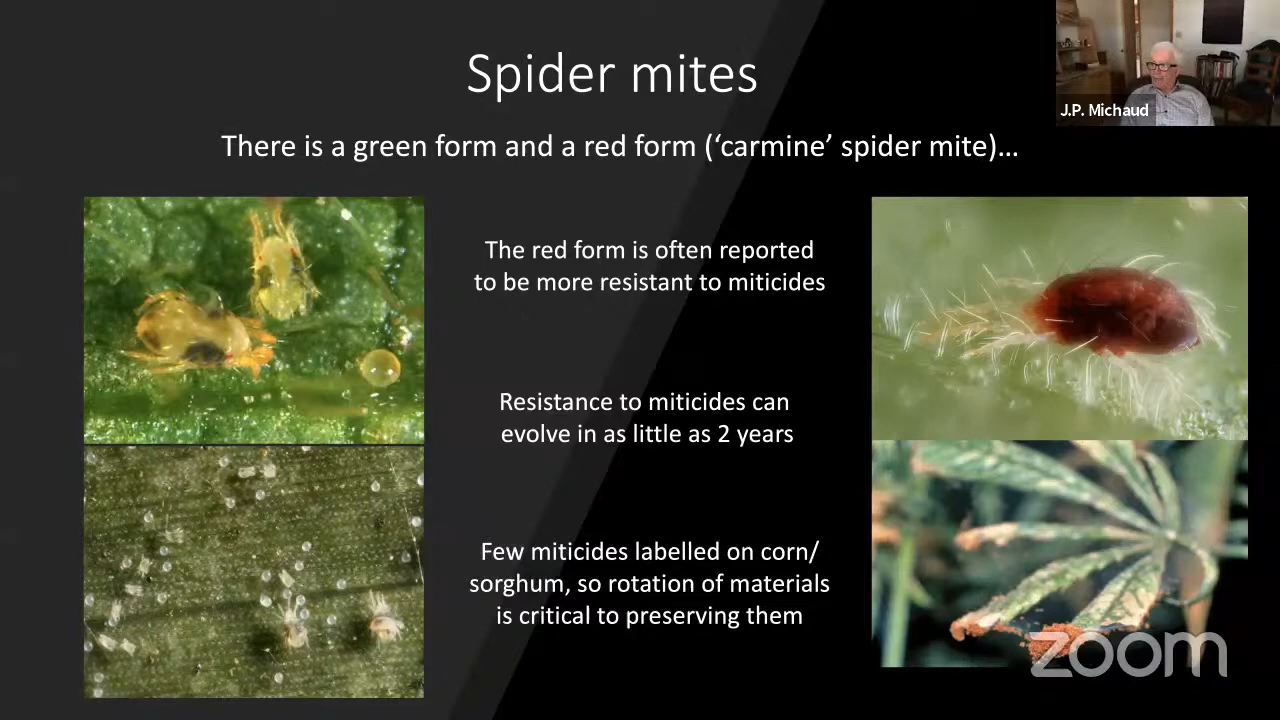 Spider mites
J.P. Michaud
There is a green form and a red form (‘carmine’ spider mite)…
The red form is often reported
to be more resistant to miticides
Resistance to miticides can
evolve in as little as 2 years
Few miticides labelled on corn/
sorghum, so rotation of materials
is critical to preserving them
zoom